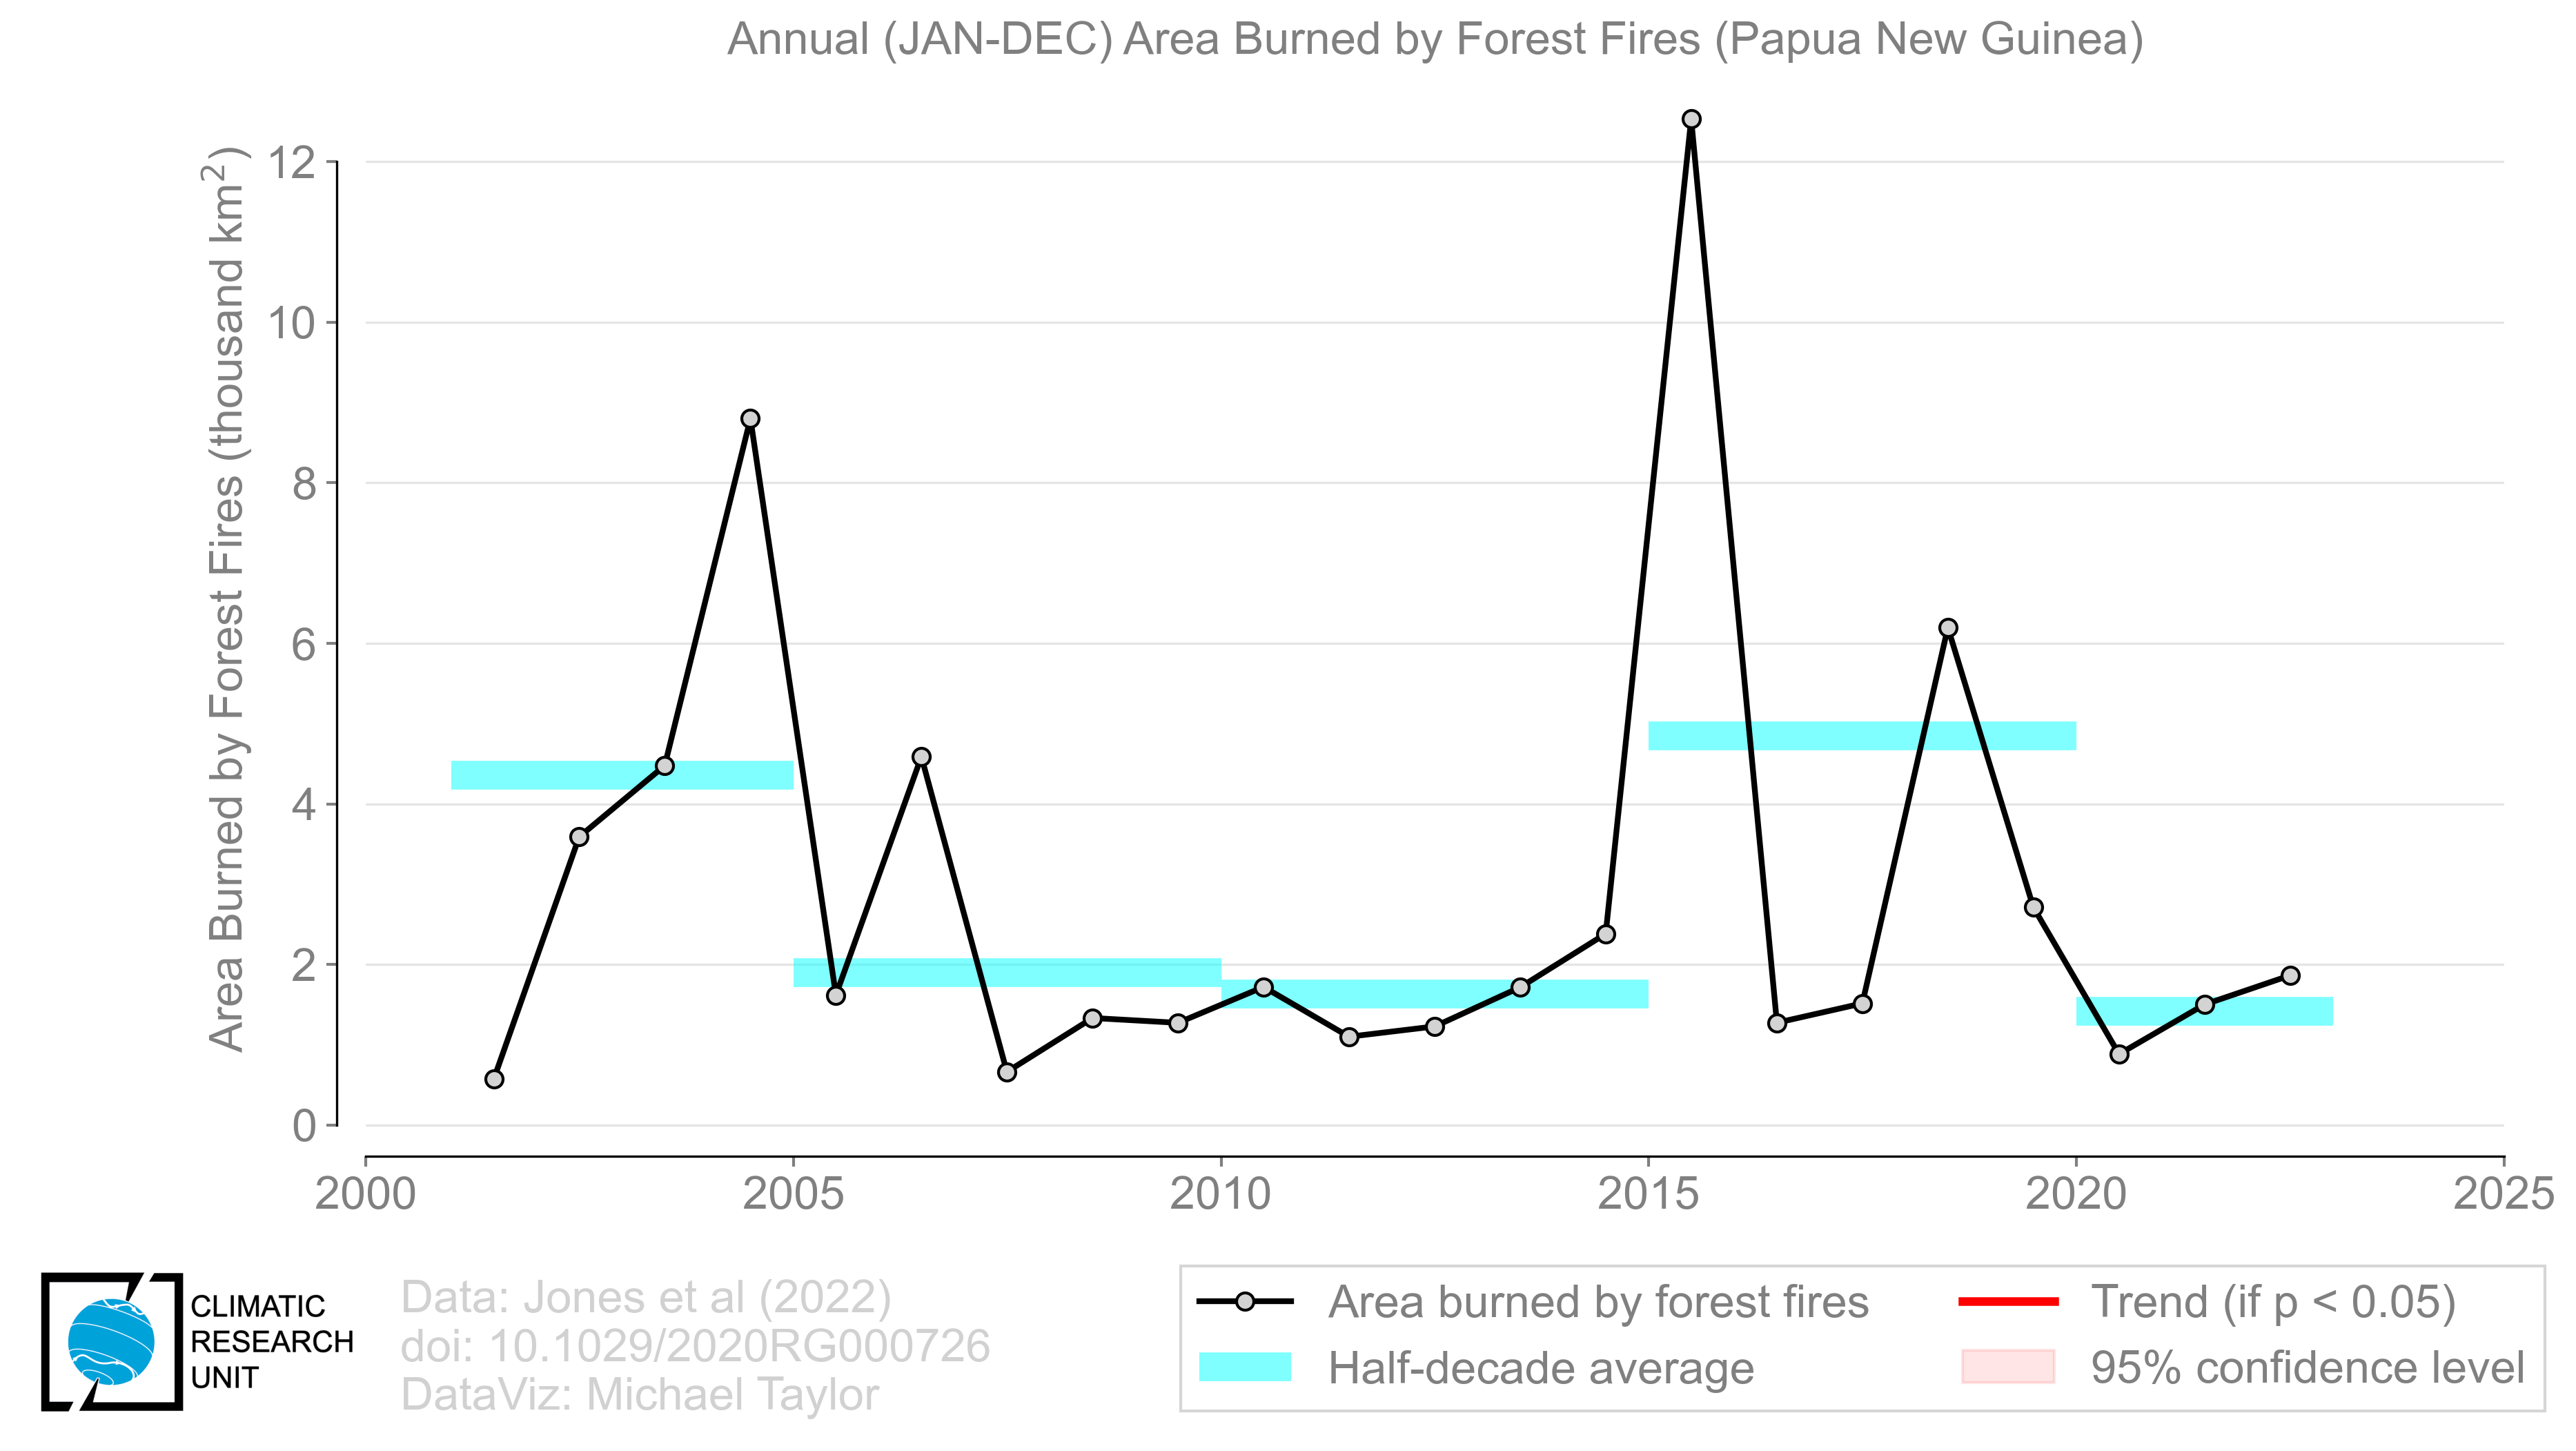 Annual (JAN-DEC) Area Burned by Forest Fires (Papua New Guinea)
Area Burned by Forest Fires (thousand km²)
12
10
8
6
4
2
0
2000 2005 2010 2015 2020 2025
CLIMATIC
RESEARCH
UNIT
Data: Jones et al (2022)
doi: 10.1029/2020RG000726
DataViz: Michael Taylor
Area burned by forest fires
Half-decade average
Trend (if p < 0.05)
95% confidence level